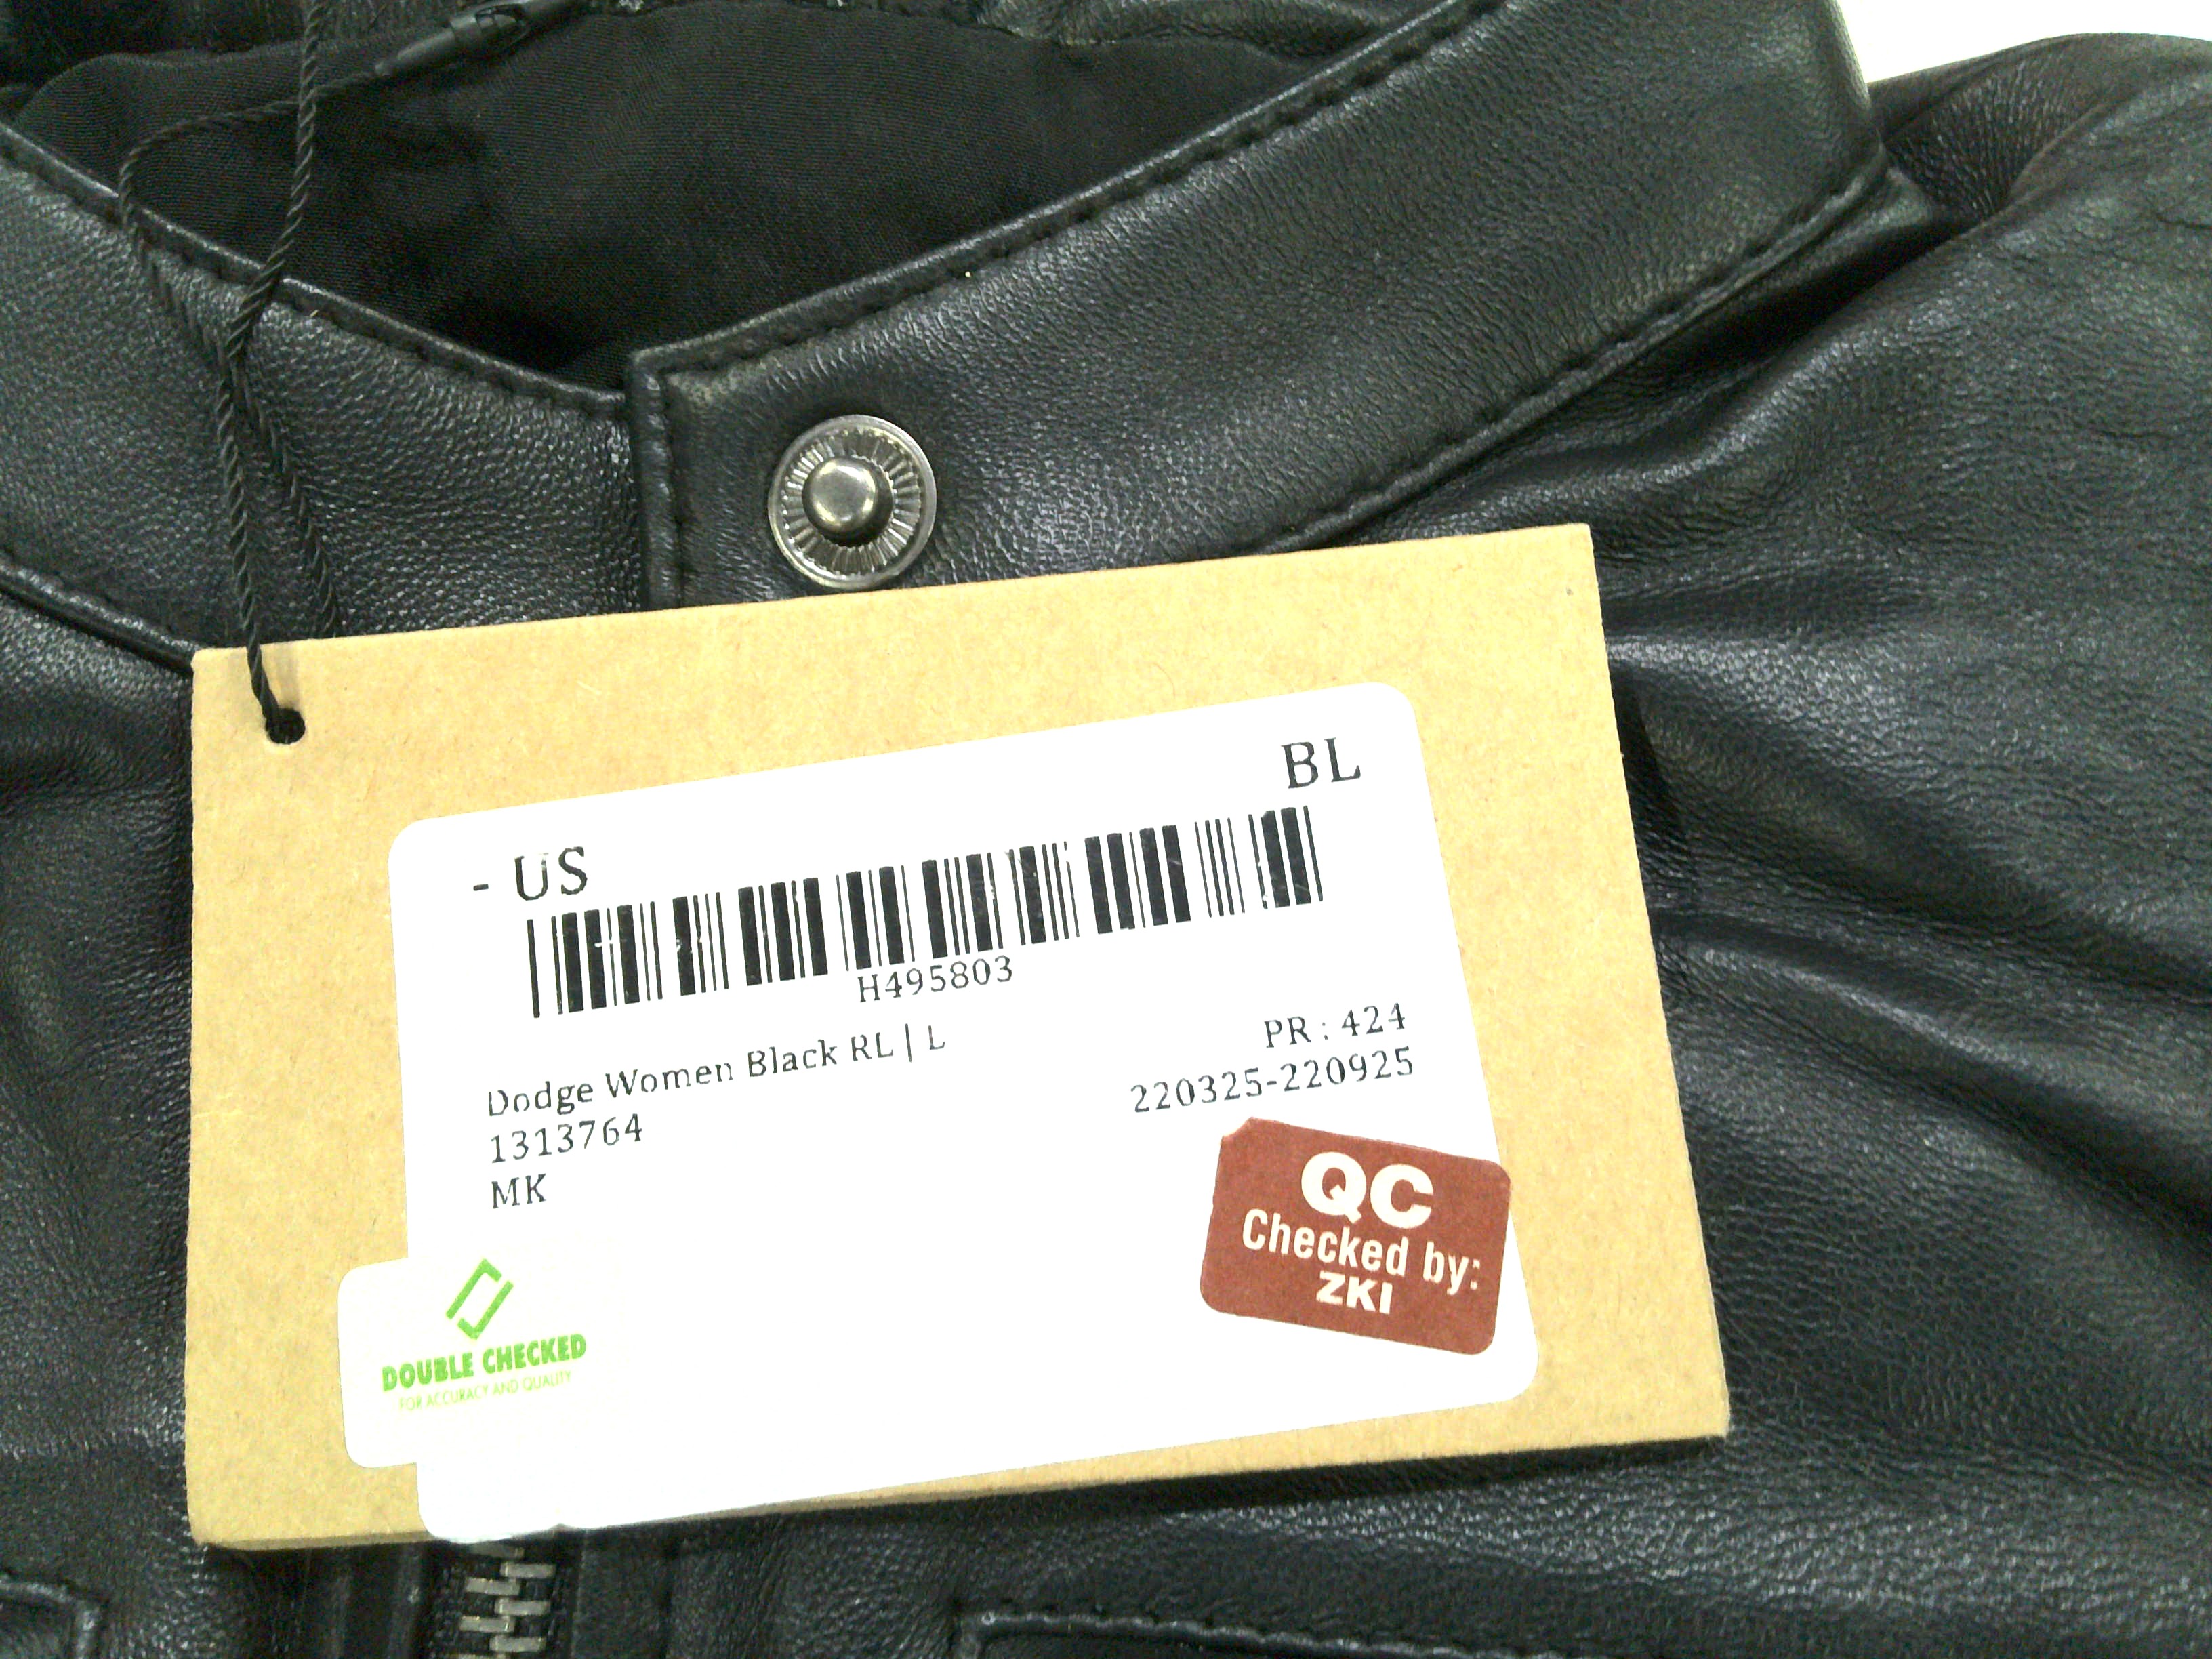 BL
- US
H495803
Dodge Women Black RL | L
PR : 424
1313764
220325-220925
MK
QC
Checked by:
ZKI
DOUBLE CHECKED
FOR ACCURACY AND QUALITY